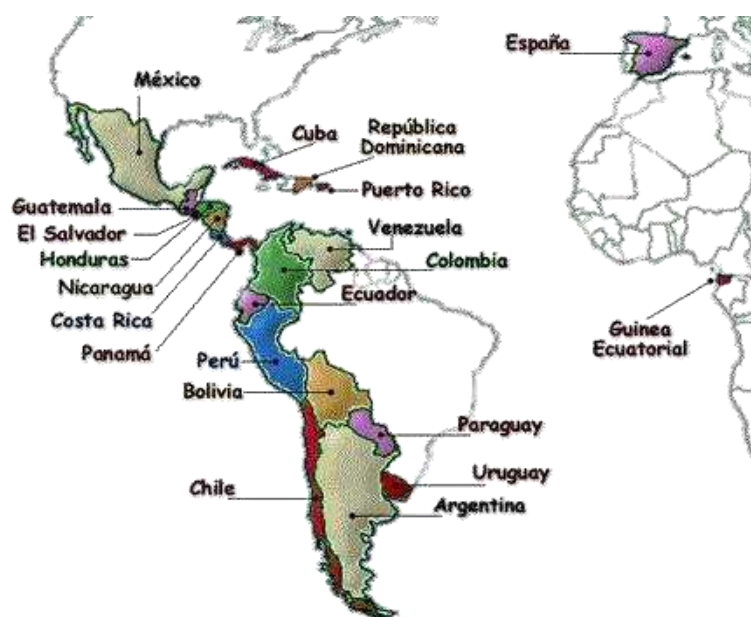 España
México
Cuba
República
Dominicana
Puerto Rico
Guatemala
El Salvador
Honduras
Nicaragua
Costa Rica
Panamá
Venezuela
Colombia
Ecuador
Guinea
Ecuatorial
Perú
Bolivia
Paraguay
Uruguay
Chile
Argentina